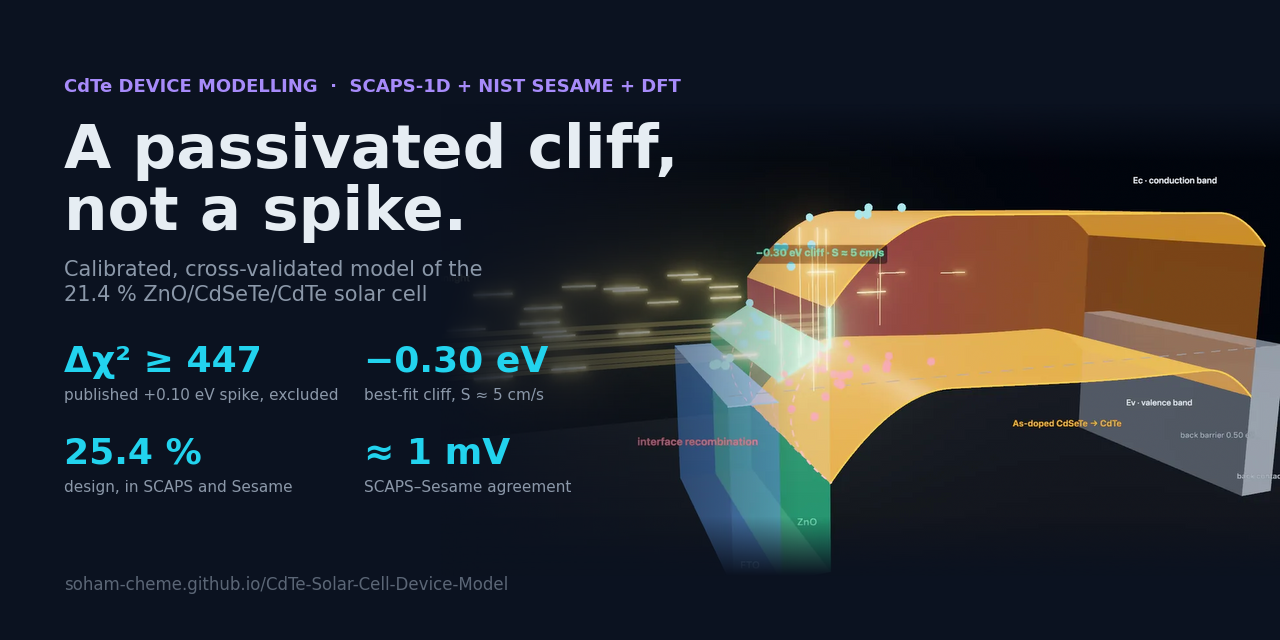 CdTe DEVICE MODELLING · SCAPS-1D + NIST SESAME + DFT
A passivated cliff,
not a spike.
Calibrated, cross-validated model of the
21.4 % ZnO/CdSeTe/CdTe solar cell
Δχ² ≥ 447
published +0.10 eV spike, excluded
−0.30 eV
best-fit cliff, S ≈ 5 cm/s
25.4 %
design, in SCAPS and Sesame
≈ 1 mV
SCAPS–Sesame agreement
soham-cheme.github.io/CdTe-Solar-Cell-Device-Model
Ec · conduction band
−0.30 eV cliff · S ≈ 5 cm/s
Ev · valence band
As-doped CdSeTe → CdTe
back barrier 0.50
interface recombination
ZnO
FTO